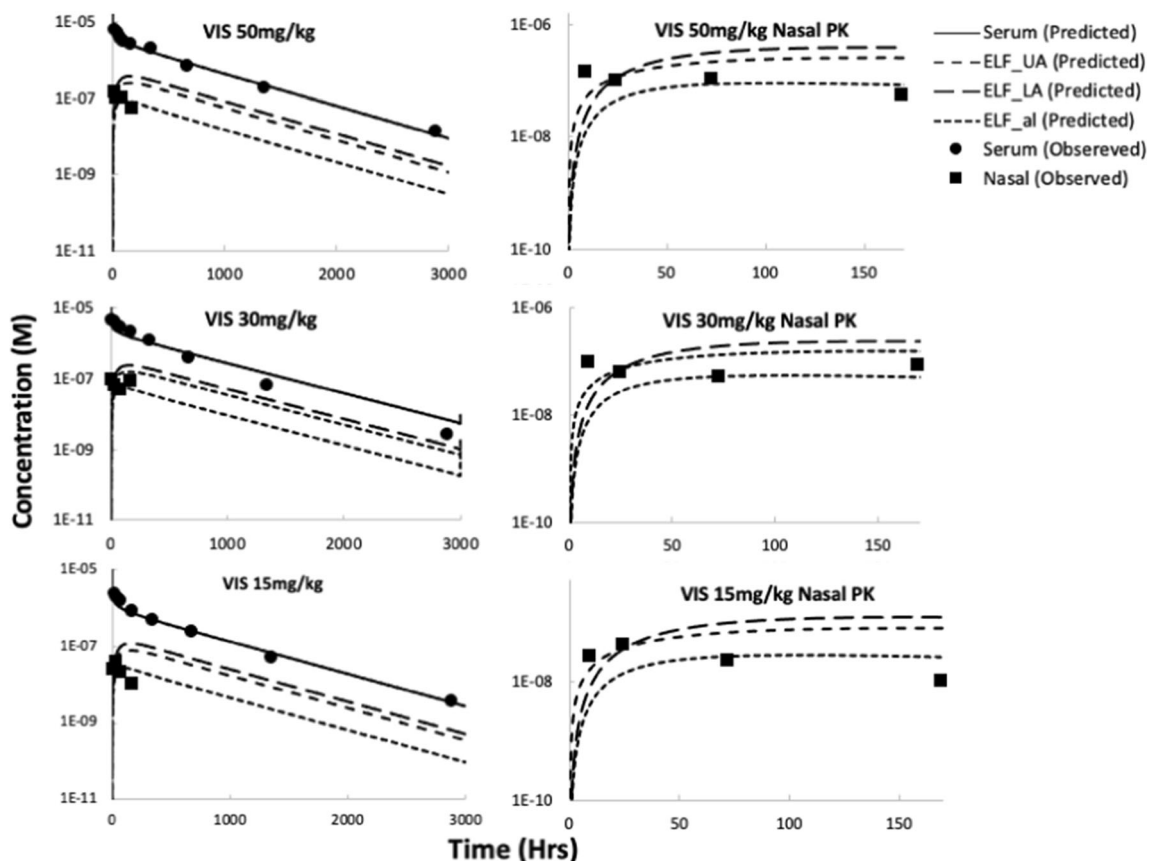 VIS 50mg/kg
1E-05
1E-07
1E-09
1E-11
0 1000 2000 3000
VIS 50mg/kg Nasal PK
1E-06
1E-08
1E-10
0 50 100 150
Serum (Predicted)
ELF_UA (Predicted)
ELF_LA (Predicted)
ELF_al (Predicted)
Serum (Obsereved)
Nasal (Observed)
Concentration (M)
VIS 30mg/kg
1E-05
1E-07
1E-09
1E-11
0 1000 2000 3000
VIS 30mg/kg Nasal PK
1E-06
1E-08
1E-10
0 50 100 150
VIS 15mg/kg
1E-05
1E-07
1E-09
1E-11
0 1000 2000 3000
VIS 15mg/kg Nasal PK
1E-08
1E-10
0 50 100 150
Time (Hrs)